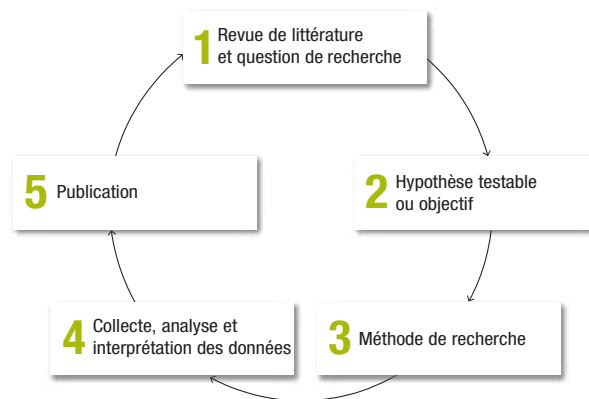 1 Revue de littérature
et question de recherche
2 Hypothèse testable
ou objectif
3 Méthode de recherche
4 Collecte, analyse et
interprétation des données
5 Publication